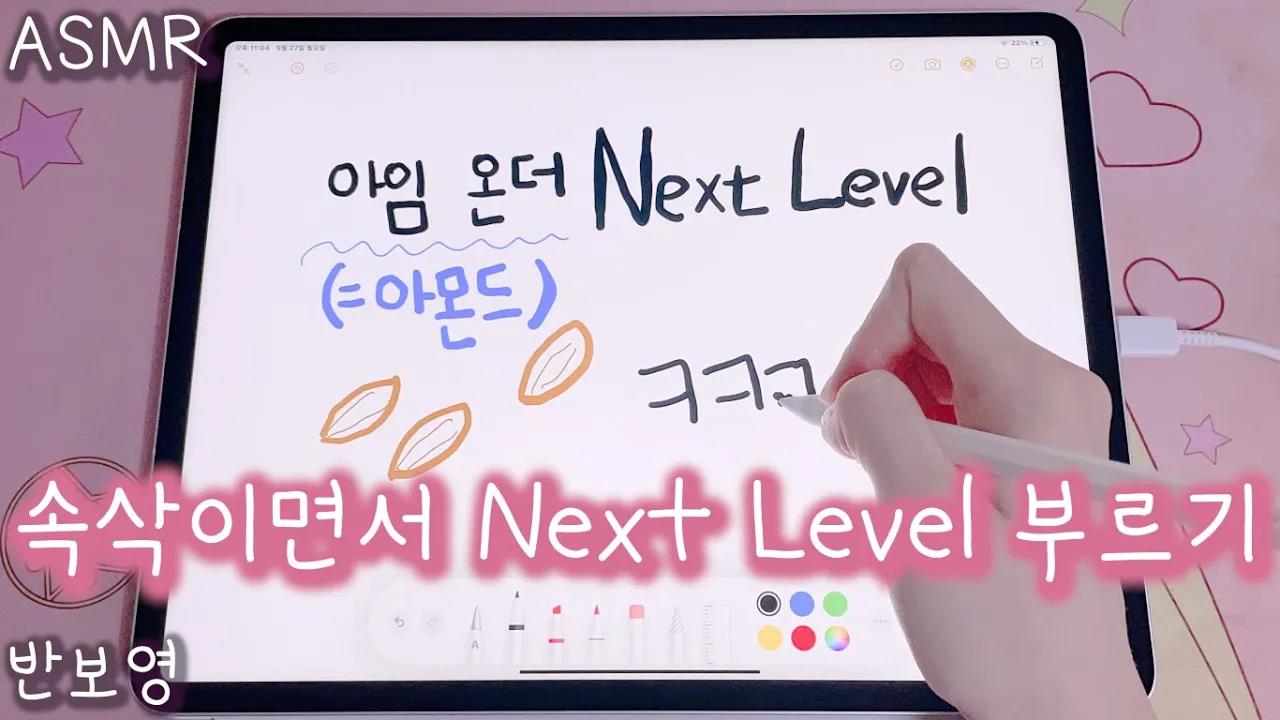 ASMR
오후 11:04 9월 27일 월요일
22%
아임 온더 Next Level
(=아몬드)
ㅋㅋㅋ
속삭이면서 Next Level 부르기
A
반보영